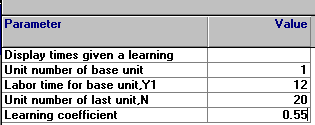 Parameter Value
Display times given a learning
Unit number of base unit 1
Labor time for base unit,Y1 12
Unit number of last unit,N 20
Learning coefficient 0.55